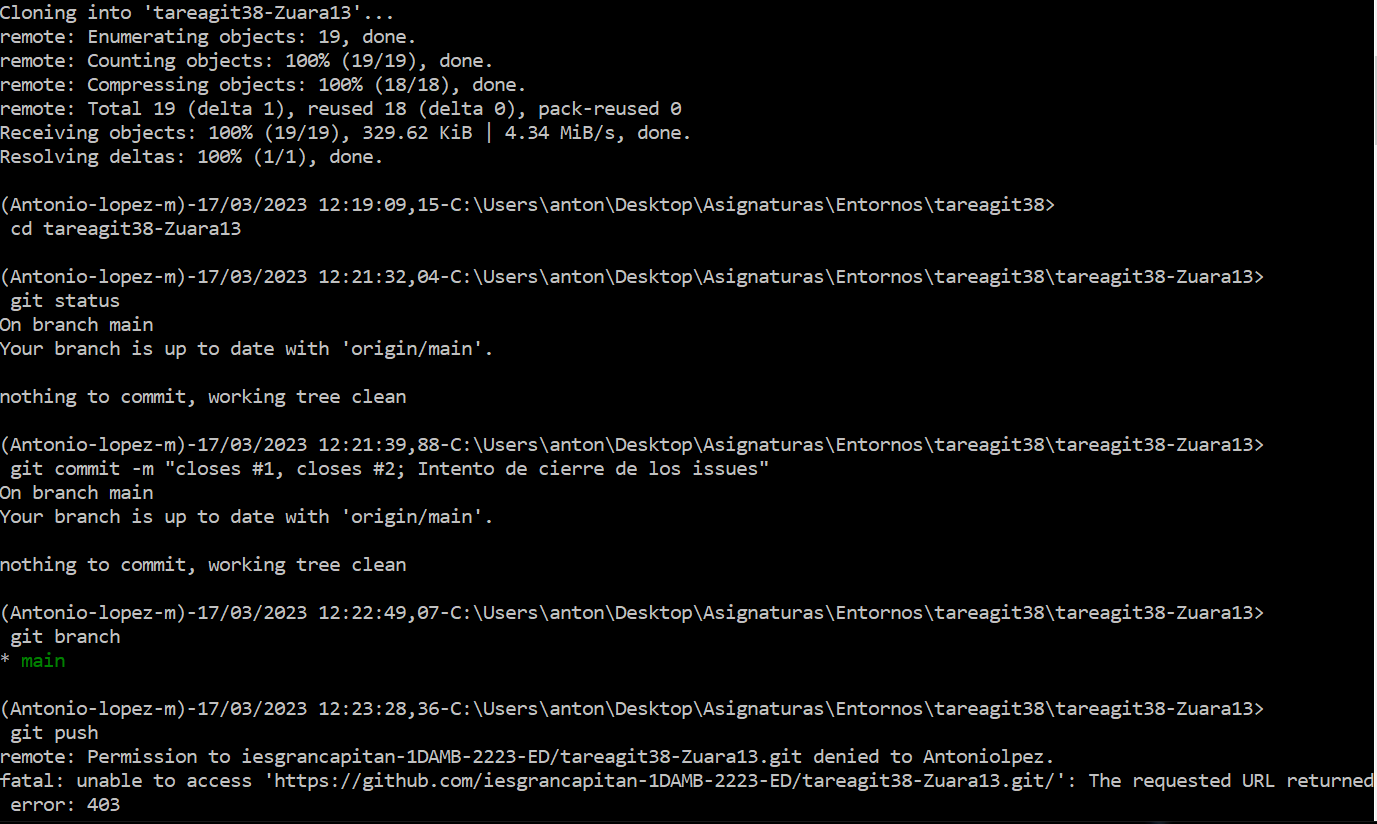 Cloning into 'tareagit38-Zuara13'...
remote: Enumerating objects: 19, done.
remote: Counting objects: 100% (19/19), done.
remote: Compressing objects: 100% (18/18), done.
remote: Total 19 (delta 1), reused 18 (delta 0), pack-reused 0
Receiving objects: 100% (19/19), 329.62 KiB | 4.34 MiB/s, done.
Resolving deltas: 100% (1/1), done.

(Antonio-lopez-m)-17/03/2023 12:19:09,15-C:\Users\anton\Desktop\Asignaturas\Entornos\tareagit38>
 cd tareagit38-Zuara13

(Antonio-lopez-m)-17/03/2023 12:21:32,04-C:\Users\anton\Desktop\Asignaturas\Entornos\tareagit38\tareagit38-Zuara13>
 git status
On branch main
Your branch is up to date with 'origin/main'.

nothing to commit, working tree clean

(Antonio-lopez-m)-17/03/2023 12:21:39,88-C:\Users\anton\Desktop\Asignaturas\Entornos\tareagit38\tareagit38-Zuara13>
 git commit -m "closes #1, closes #2; Intento de cierre de los issues"
On branch main
Your branch is up to date with 'origin/main'.

nothing to commit, working tree clean

(Antonio-lopez-m)-17/03/2023 12:22:49,07-C:\Users\anton\Desktop\Asignaturas\Entornos\tareagit38\tareagit38-Zuara13>
 git branch
* main

(Antonio-lopez-m)-17/03/2023 12:23:28,36-C:\Users\anton\Desktop\Asignaturas\Entornos\tareagit38\tareagit38-Zuara13>
 git push
remote: Permission to iesgrancapitan-1DAMB-2223-ED/tareagit38-Zuara13.git denied to Antoniolpez.
fatal: unable to access 'https://github.com/iesgrancapitan-1DAMB-2223-ED/tareagit38-Zuara13.git/': The requested URL returned
 error: 403